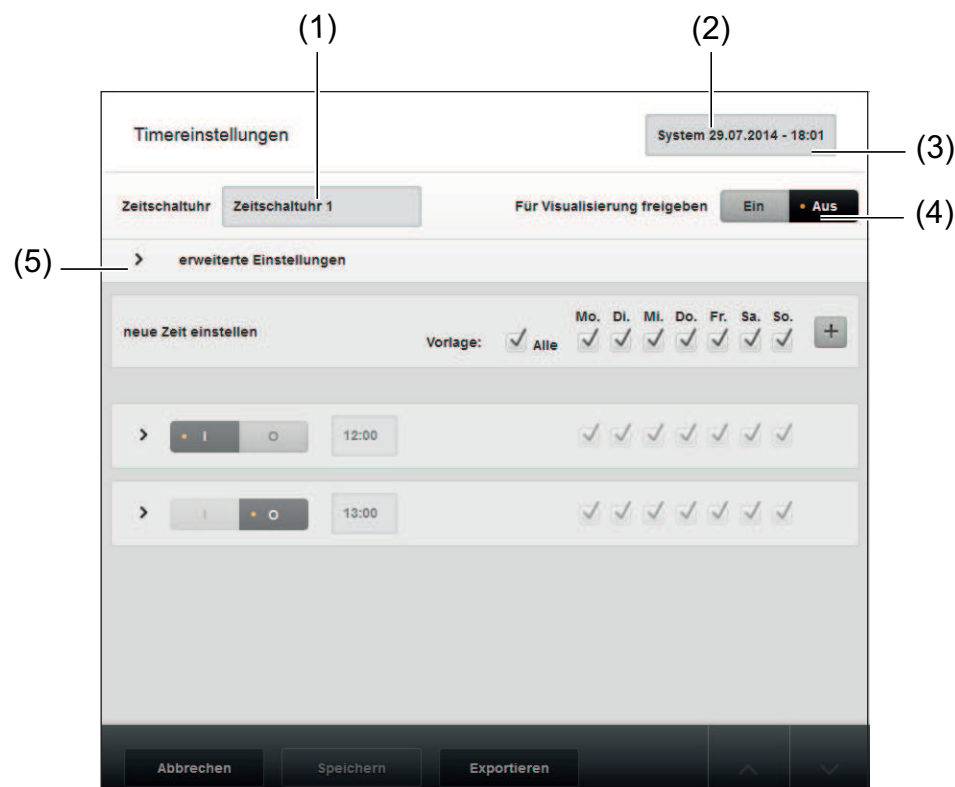 (1)
(2)
Timereinstellungen
System 29.07.2014 - 18:01
(3)
Zeitschaltuhr
Zeitschaltuhr 1
Für Visualisierung freigeben
Ein
Aus
(4)
(5)
erweiterte Einstellungen
neue Zeit einstellen
Vorlage:
Alle
Mo. Di. Mi. Do. Fr. Sa. So.
+
I
O
12:00
I
O
13:00
Abbrechen
Speichern
Exportieren